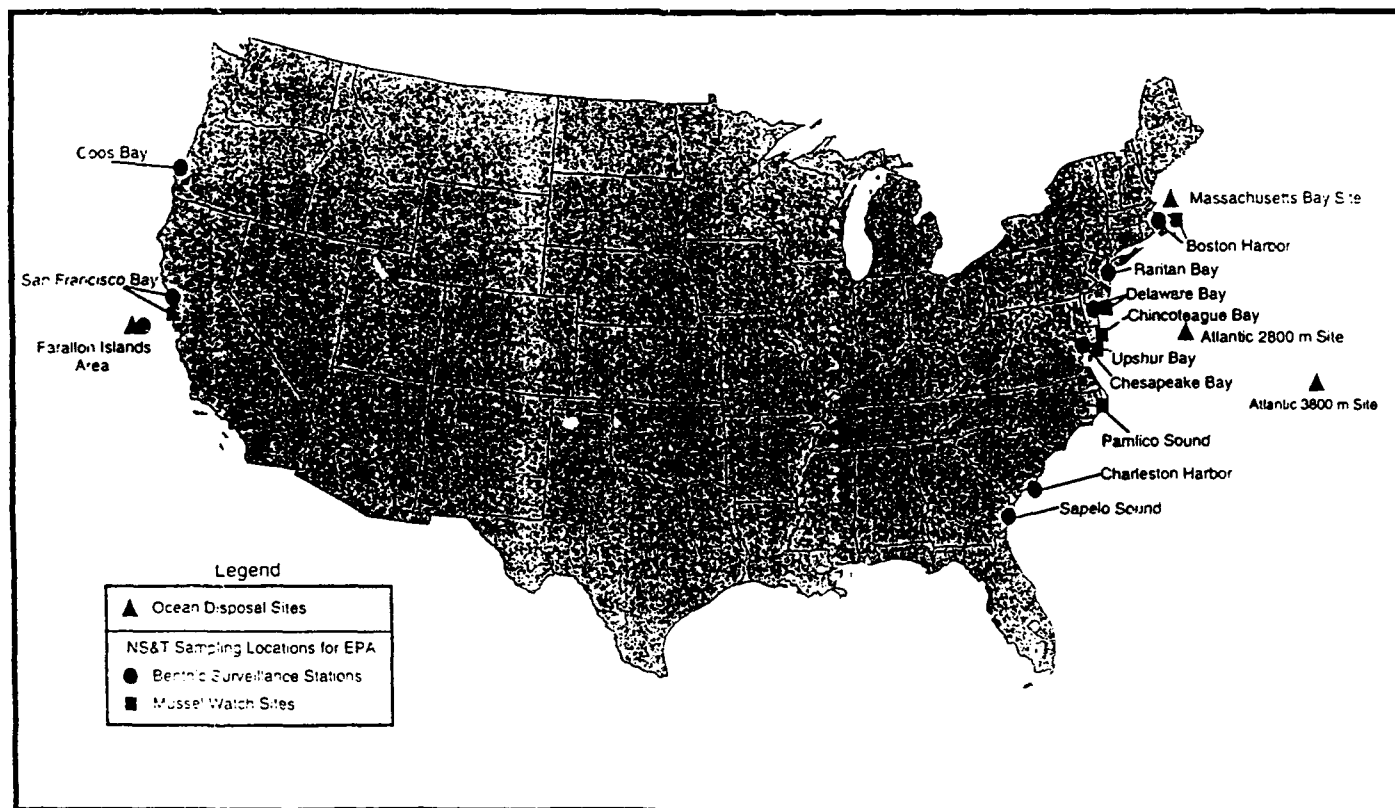 Coos Bay
San Francisco Bay
Farallon Islands
Area
Massachusetts Bay Site
Boston Harbor
Raritan Bay
Delaware Bay
Chincoteague Bay
Atlantic 2800 m Site
Upshur Bay
Chesapeake Bay
Atlantic 3800 m Site
Pamlico Sound
Charleston Harbor
Sapelo Sound
Legend
Ocean Disposal Sites
NS&T Sampling Locations for EPA
Benthic Surveillance Stations
Mussel Watch Sites